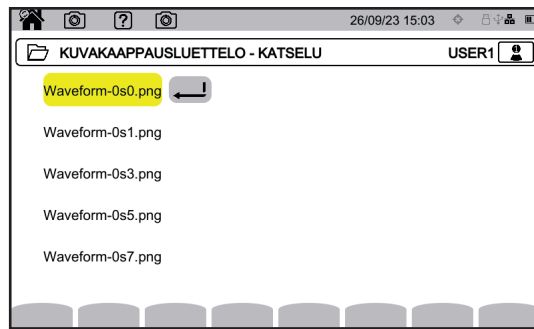 ? 26/09/23 15:03
KUVAKAAPPAUSLUETTELO - KATSELU USER1
Waveform-0s0.png
Waveform-0s1.png
Waveform-0s3.png
Waveform-0s5.png
Waveform-0s7.png